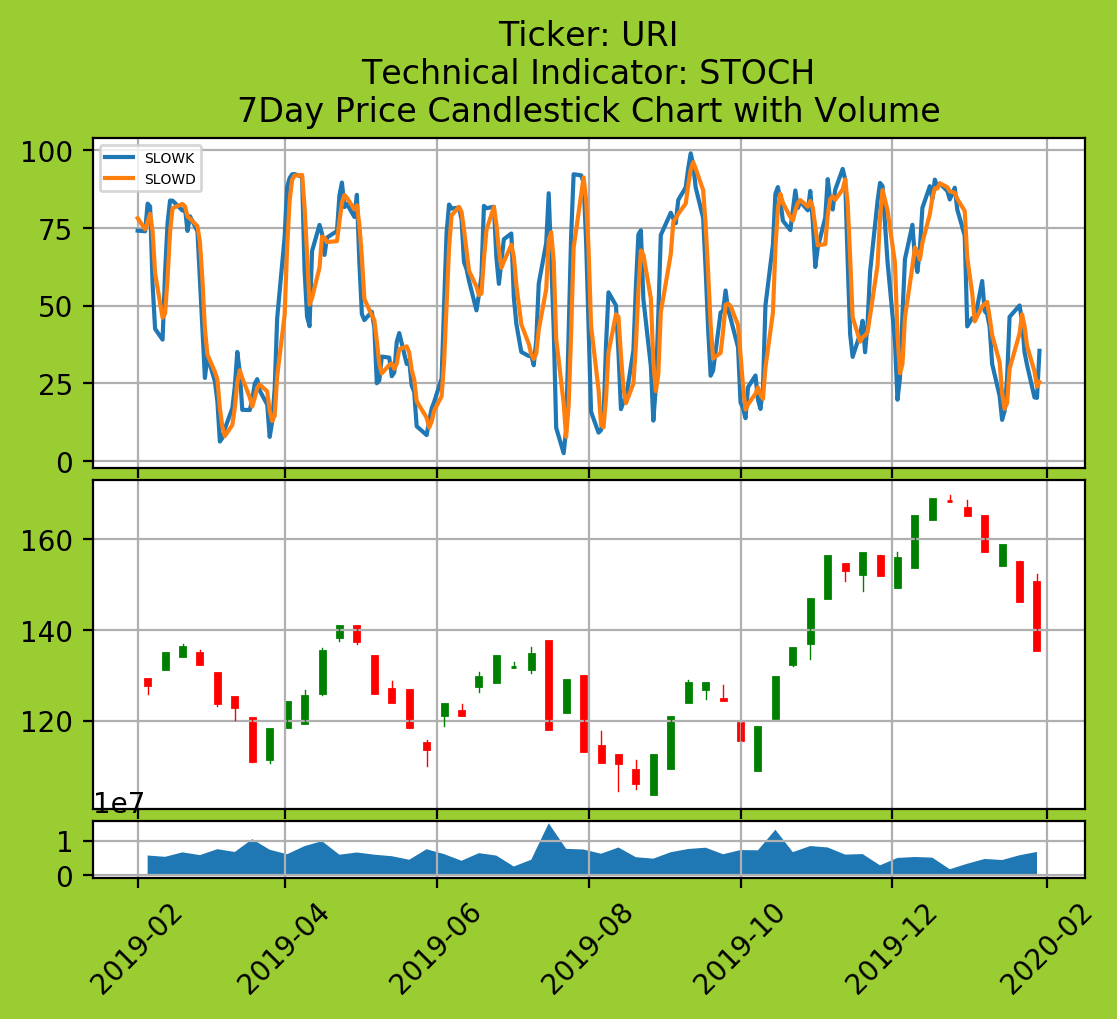 Ticker: URI
Technical Indicator: STOCH
7Day Price Candlestick Chart with Volume
100
75
50
25
0
SLOWK
SLOWD
160
140
120
1e7
1
0
2019-02
2019-04
2019-06
2019-08
2019-10
2019-12
2020-02